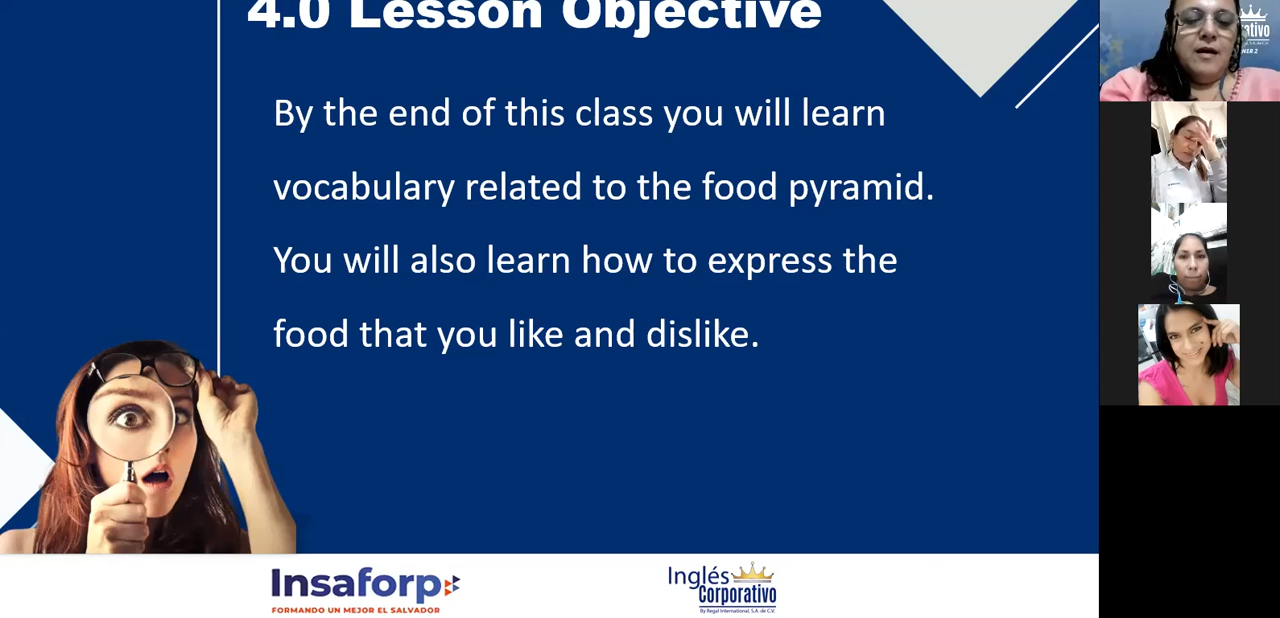 4.0 Lesson Objective
By the end of this class you will learn
vocabulary related to the food pyramid.
You will also learn how to express the
food that you like and dislike.
Insaforp
FORMANDO UN MEJOR EL SALVADOR
Inglés
Corporativo
By Regal International, S.A. de C.V.